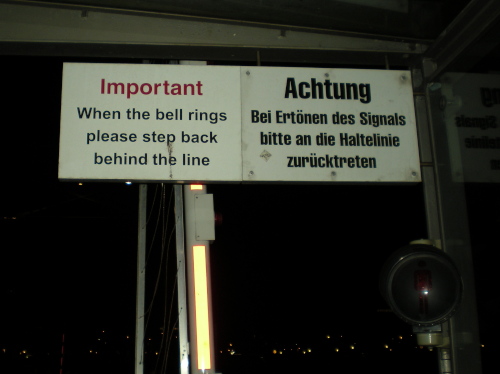 Important
When the bell rings
please step back
behind the line
Achtung
Bei Ertönen des Signals
bitte an die Haltelinie
zurücktreten